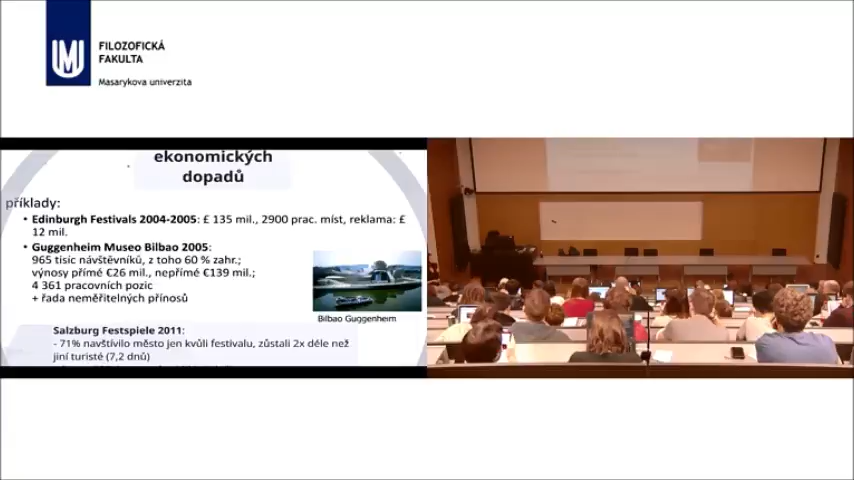 MU
FILOZOFICKÁ
FAKULTA
Masarykova univerzita
ekonomických
dopadů
příklady:
• Edinburgh Festivals 2004-2005: £ 135 mil., 2900 prac. míst, reklama: £
12 mil.
• Guggenheim Museo Bilbao 2005:
965 tisíc návštěvníků, z toho 60 % zahr.;
výnosy přímé €26 mil., nepřímé €139 mil.;
4 361 pracovních pozic
+ řada neměřitelných přínosů
Bilbao Guggenheim
Salzburg Festspiele 2011:
- 71% navštívilo město jen kvůli festivalu, zůstali 2x déle než
jiní turisté (7,2 dnů)